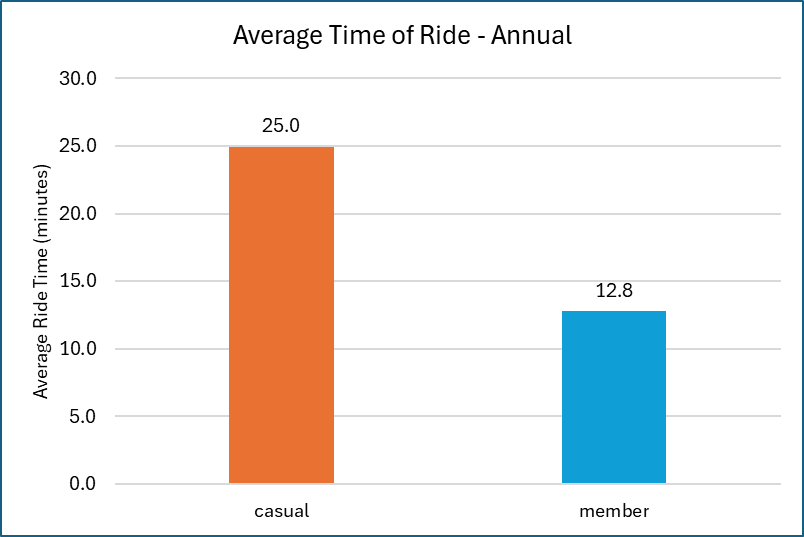 Average Time of Ride - Annual
Average Ride Time (minutes)
30.0
25.0
20.0
15.0
10.0
5.0
0.0
25.0
12.8
casual
member